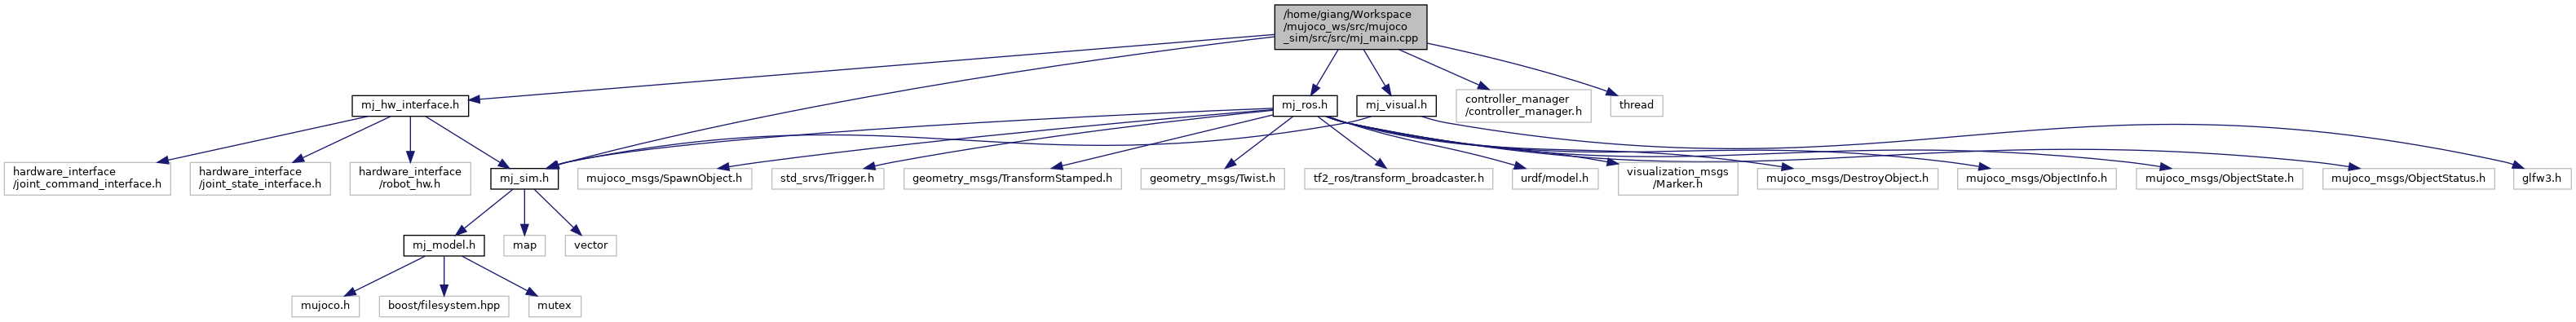 /home/giang/Workspace
/mujoco_ws/src/mujoco
_sim/src/src/mj_main.cpp
mj_hw_interface.h
mj_ros.h
mj_visual.h
controller_manager
/controller_manager.h
thread
hardware_interface
/joint_command_interface.h
hardware_interface
/joint_state_interface.h
hardware_interface
/robot_hw.h
mj_sim.h
mujoco_msgs/SpawnObject.h
std_srvs/Trigger.h
geometry_msgs/TransformStamped.h
geometry_msgs/Twist.h
tf2_ros/transform_broadcaster.h
urdf/model.h
visualization_msgs
/Marker.h
mujoco_msgs/DestroyObject.h
mujoco_msgs/ObjectInfo.h
mujoco_msgs/ObjectState.h
mujoco_msgs/ObjectStatus.h
glfw3.h
mj_model.h
map
vector
mujoco.h
boost/filesystem.hpp
mutex